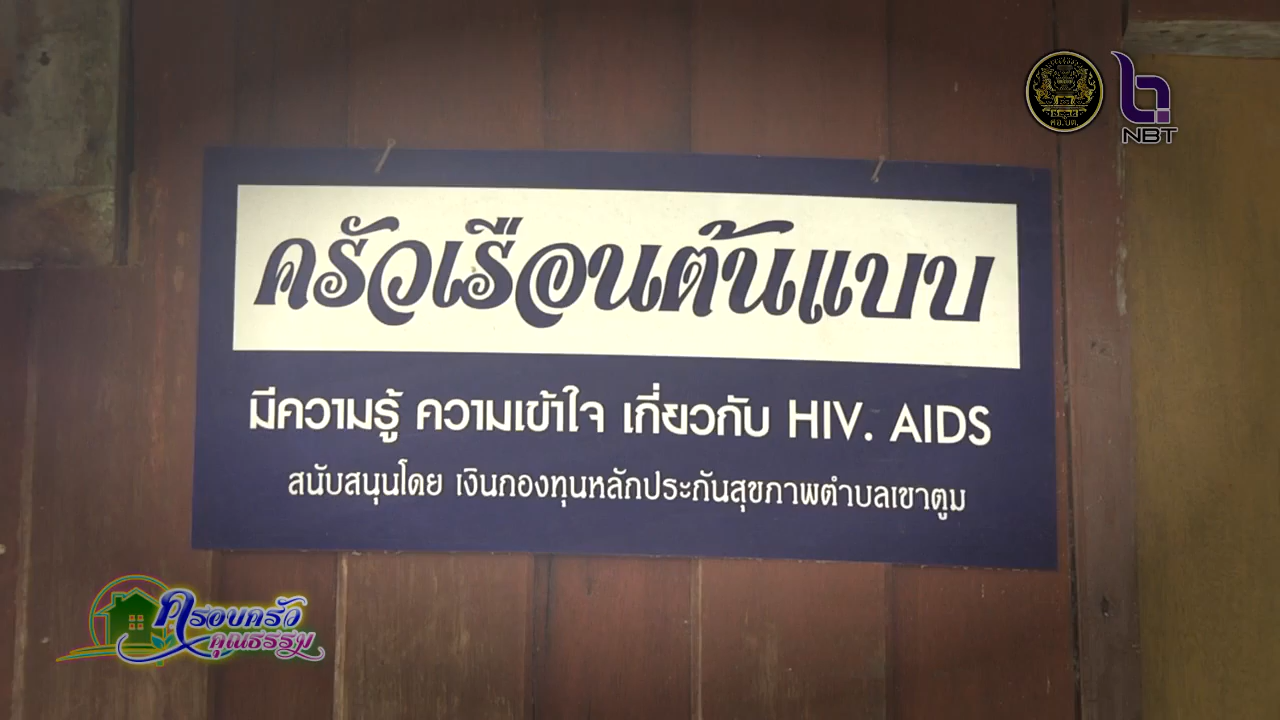 ศอ.บต.
NBT
ครัวเรือนต้นแบบ
มีความรู้ ความเข้าใจ เกี่ยวกับ HIV. AIDS
สนับสนุนโดย เงินกองทุนหลักประกันสุขภาพตำบลเขาตูม
ครอบครัว
คุณธรรม